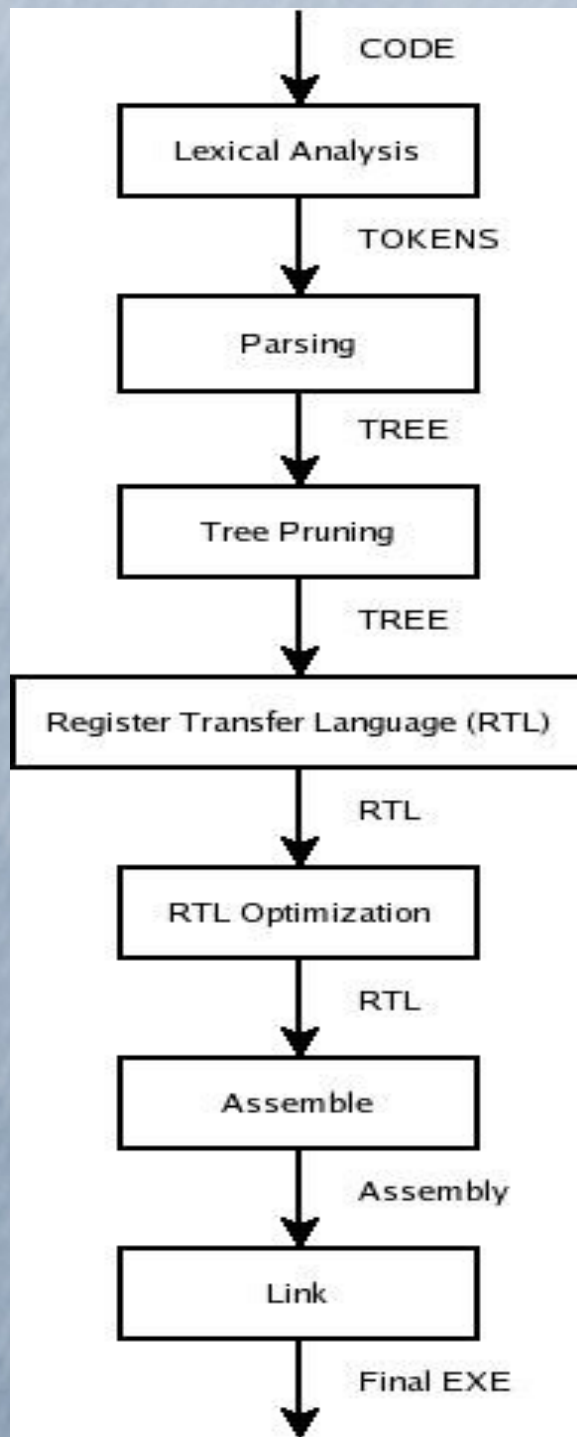 CODE
Lexical Analysis
TOKENS
Parsing
TREE
Tree Pruning
TREE
Register Transfer Language (RTL)
RTL
RTL Optimization
RTL
Assemble
Assembly
Link
Final EXE